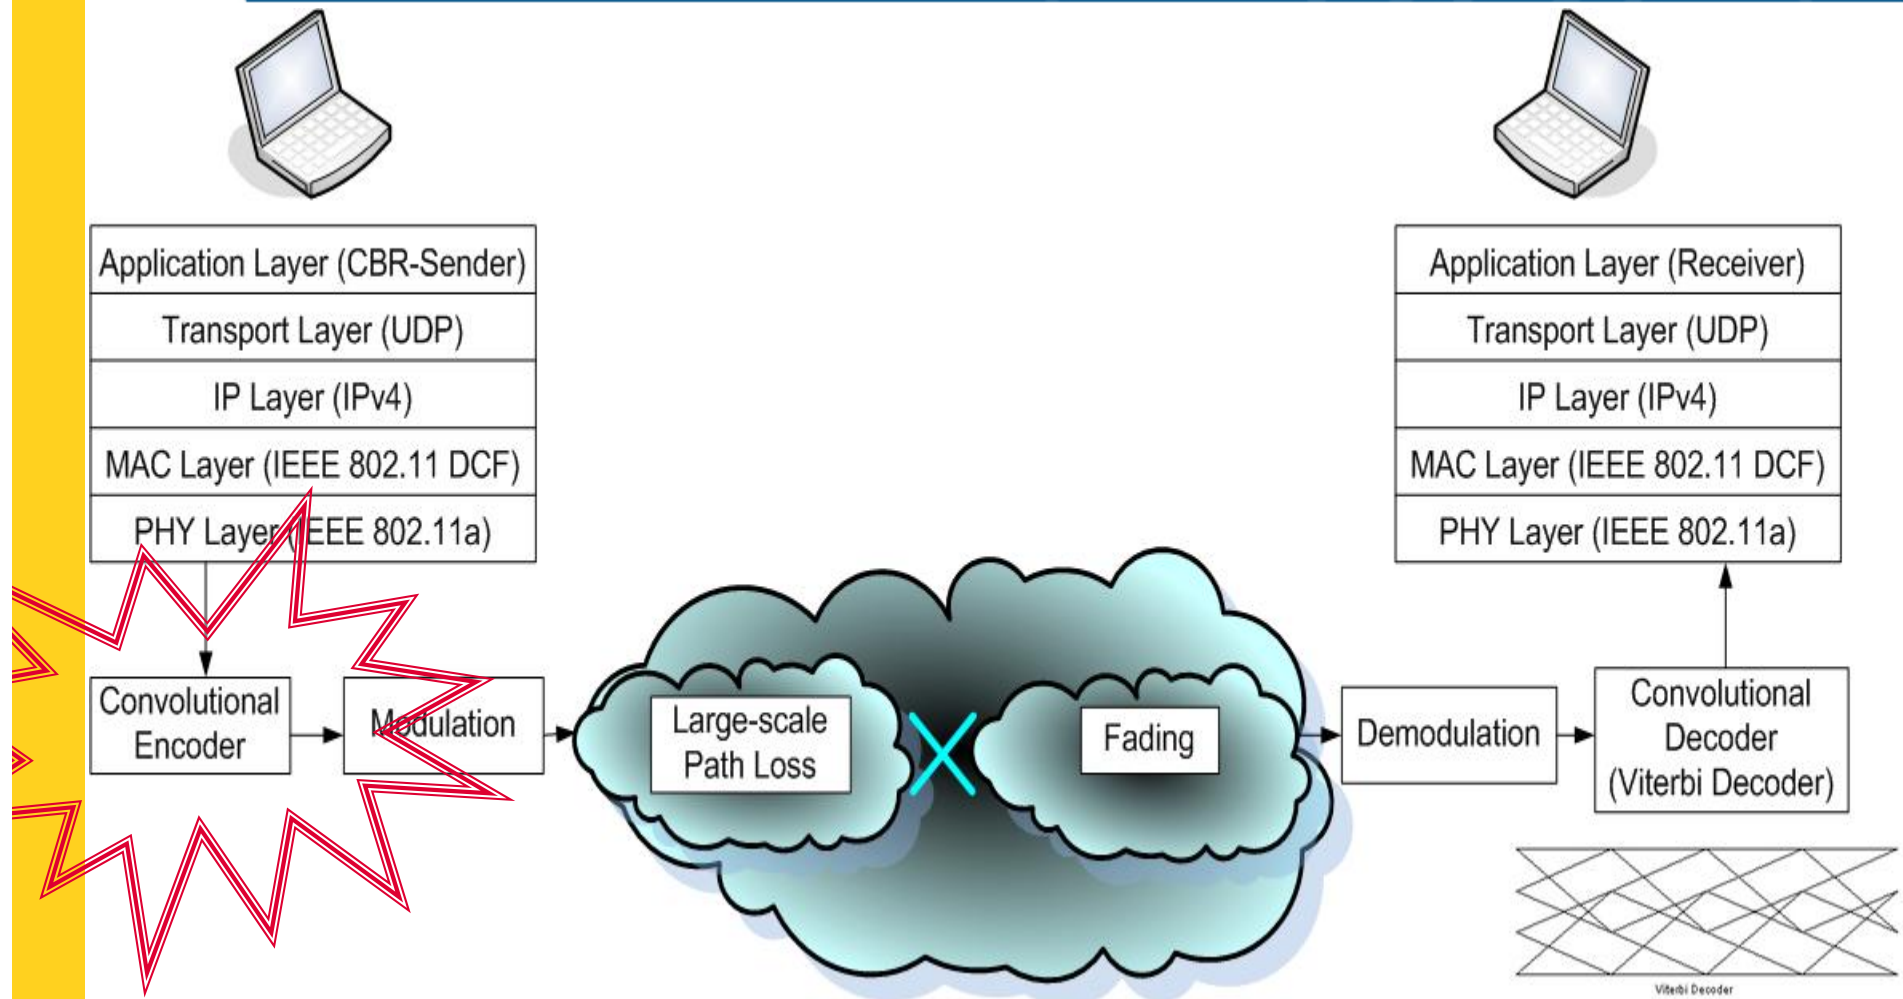 Application Layer (CBR-Sender)
Transport Layer (UDP)
IP Layer (IPv4)
MAC Layer (IEEE 802.11 DCF)
PHY Layer (IEEE 802.11a)
Convolutional
Encoder
Modulation
Large-scale
Path Loss
Fading
Demodulation
Convolutional
Decoder
(Viterbi Decoder)
Application Layer (Receiver)
Transport Layer (UDP)
IP Layer (IPv4)
MAC Layer (IEEE 802.11 DCF)
PHY Layer (IEEE 802.11a)
Viterbi Decoder